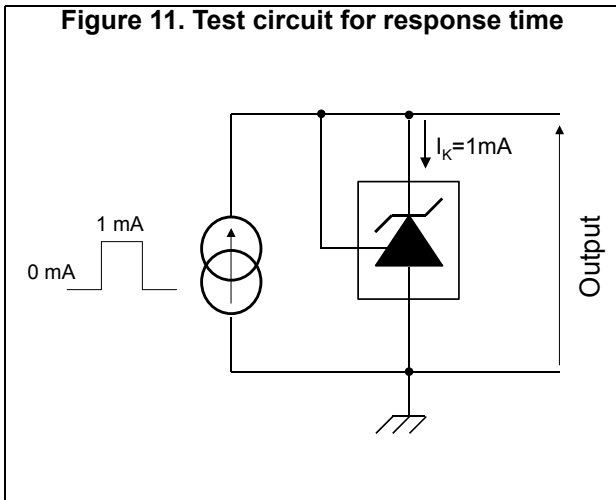 Figure 11. Test circuit for response time
I_K=1mA
1 mA
0 mA
Output